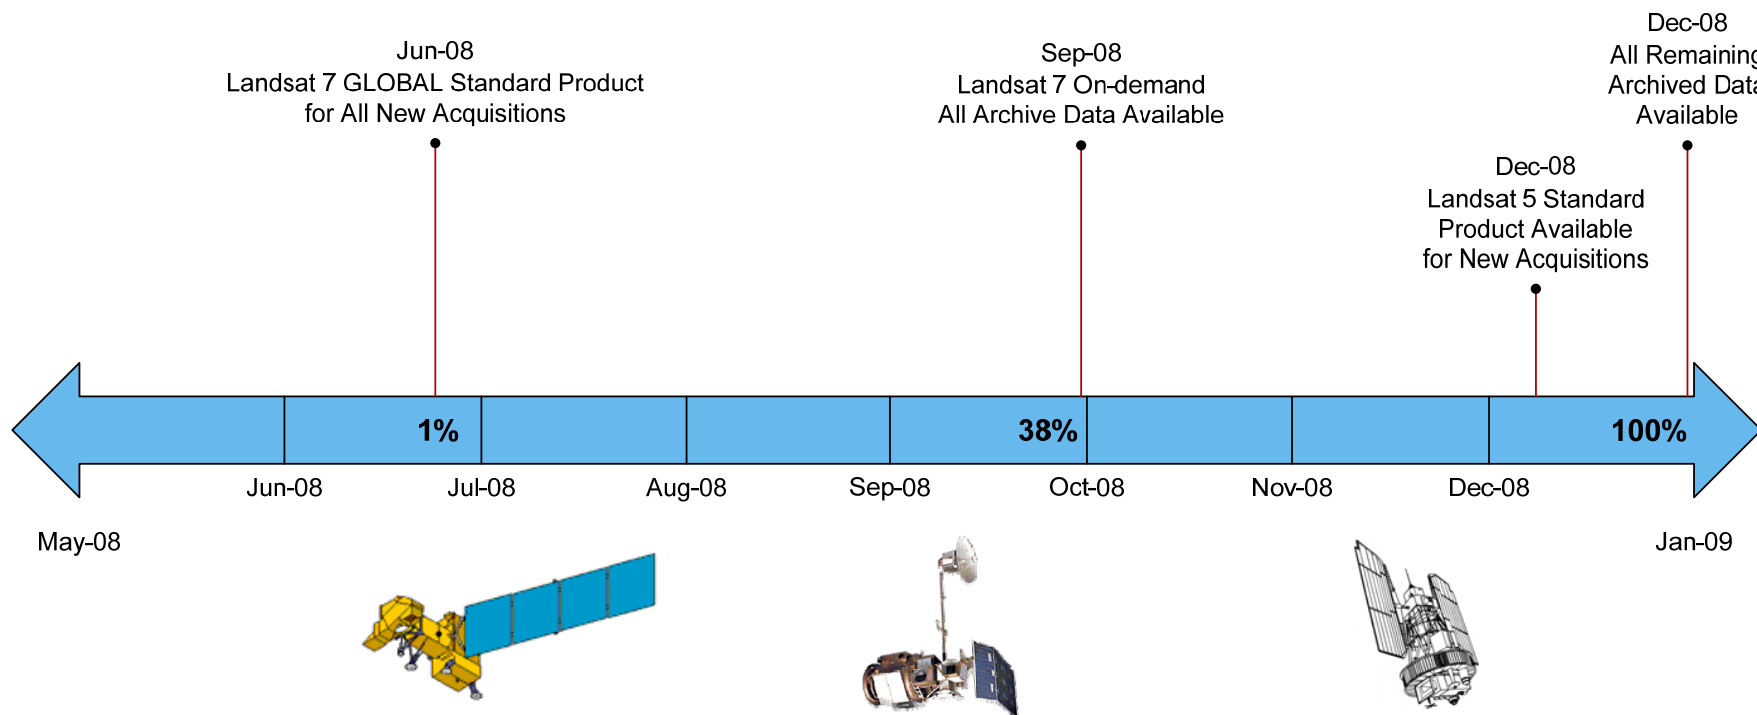 Jun-08
Landsat 7 GLOBAL Standard Product
for All New Acquisitions
Sep-08
Landsat 7 On-demand
All Archive Data Available
Dec-08
All Remaining
Archived Data
Available
Dec-08
Landsat 5 Standard
Product Available
for New Acquisitions
1%
38%
100%
Jun-08
Jul-08
Aug-08
Sep-08
Oct-08
Nov-08
Dec-08
May-08
Jan-09